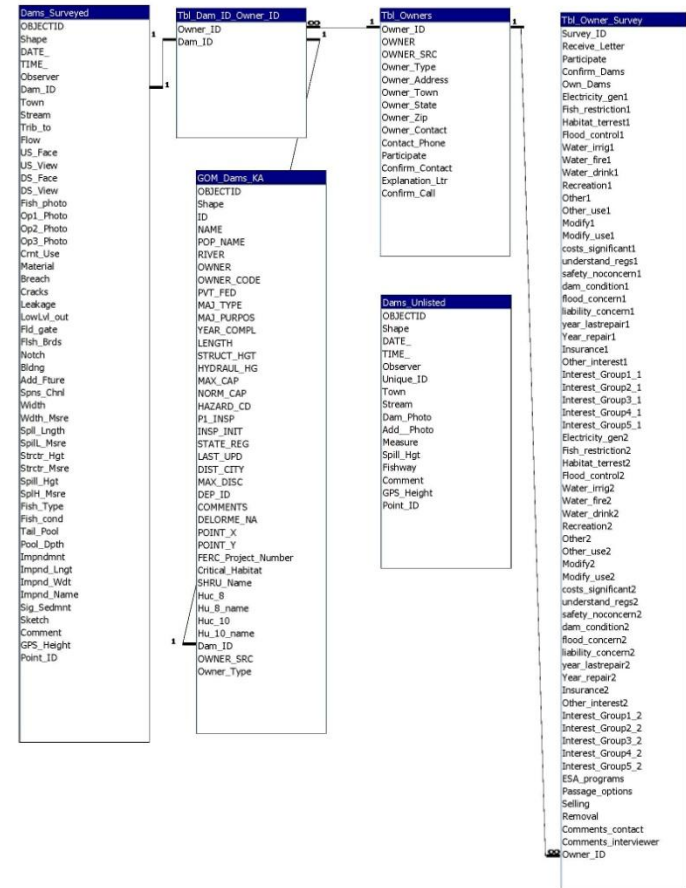 Dams_Surveyed
OBJECTID
Shape
DATE_
TIME_
Observer
Dam_ID
Town
Stream
Trib_to
Flow
US_Face
US_View
DS_Face
DS_View
Fish_photo
Op1_Photo
Op2_Photo
Op3_Photo
Crnt_Use
Material
Breach
Cracks
Leakage
LowLvl_out
Fld_gate
Flsh_Brds
Notch
Bldng
Add_Fture
Spns_Chnl
Width
Wdth_Msre
Spll_Lngth
SpilL_Msre
Strctr_Hgt
Strctr_Msre
Spill_Hgt
SplH_Msre
Fish_Type
Fish_cond
Tail_Pool
Pool_Dpth
Impndmnt
Impnd_Lngt
Impnd_Wdt
Impnd_Name
Sig_Sedmnt
Sketch
Comment
GPS_Height
Point_ID
1
1
Tbl_Dam_ID_Owner_ID
Owner_ID
Dam_ID
∞
1
1
GOM_Dams_KA
OBJECTID
Shape
ID
NAME
POP_NAME
RIVER
OWNER
OWNER_CODE
PVT_FED
MAJ_TYPE
MAJ_PURPOS
YEAR_COMPL
LENGTH
STRUCT_HGT
HYDRAUL_HG
MAX_CAP
NORM_CAP
HAZARD_CD
P1_INSP
INSP_INIT
STATE_REG
LAST_UPD
DIST_CITY
MAX_DISC
DEP_ID
COMMENTS
DELORME_NA
POINT_X
POINT_Y
FERC_Project_Number
Critical_Habitat
SHRU_Name
Huc_8
Hu_8_name
Huc_10
Hu_10_name
Dam_ID
OWNER_SRC
Owner_Type
1
Tbl_Owners
Owner_ID
OWNER
OWNER_SRC
Owner_Type
Owner_Address
Owner_Town
Owner_State
Owner_Zip
Owner_Contact
Contact_Phone
Participate
Confirm_Contact
Explanation_Ltr
Confirm_Call
1
Dams_Unlisted
OBJECTID
Shape
DATE_
TIME_
Observer
Unique_ID
Town
Stream
Dam_Photo
Add__Photo
Measure
Spill_Hgt
Fishway
Comment
GPS_Height
Point_ID
Tbl_Owner_Survey
Survey_ID
Receive_Letter
Participate
Confirm_Dams
Own_Dams
Electricity_gen1
Fish_restriction1
Habitat_terrest1
Flood_control1
Water_irrig1
Water_fire1
Water_drink1
Recreation1
Other1
Other_use1
Modify1
Modify_use1
costs_significant1
understand_regs1
safety_noconcern1
dam_condition1
flood_concern1
liability_concern1
year_lastrepair1
Year_repair1
Insurance1
Other_interest1
Interest_Group1_1
Interest_Group2_1
Interest_Group3_1
Interest_Group4_1
Interest_Group5_1
Electricity_gen2
Fish_restriction2
Habitat_terrest2
Flood_control2
Water_irrig2
Water_fire2
Water_drink2
Recreation2
Other2
Other_use2
Modify2
Modify_use2
costs_significant2
understand_regs2
safety_noconcern2
dam_condition2
flood_concern2
liability_concern2
year_lastrepair2
Year_repair2
Insurance2
Other_interest2
Interest_Group1_2
Interest_Group2_2
Interest_Group3_2
Interest_Group4_2
Interest_Group5_2
ESA_programs
Passage_options
Selling
Removal
Comments_contact
Comments_interviewer
Owner_ID
∞